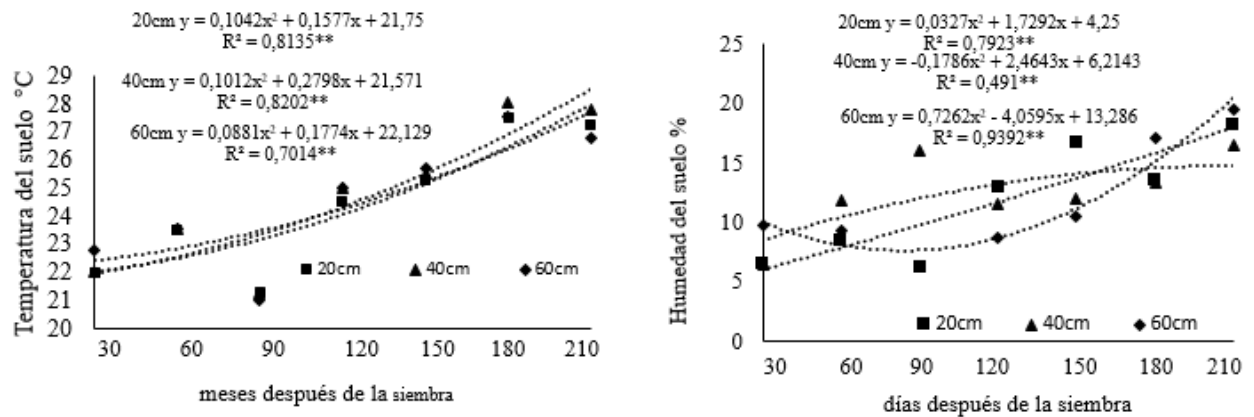 20cm y = 0,1042x² + 0,1577x + 21,75
R² = 0,8135**
40cm y = 0,1012x² + 0,2798x + 21,571
R² = 0,8202**
60cm y = 0,0881x² + 0,1774x + 22,129
R² = 0,7014**
Temperatura del suelo °C
29
28
27
26
25
24
23
22
21
20
20cm 40cm 60cm
30 60 90 120 150 180 210
meses después de la siembra
20cm y = 0,0327x² + 1,7292x + 4,25
R² = 0,7923**
40cm y = -0,1786x² + 2,4643x + 6,2143
R² = 0,491**
60cm y = 0,7262x² - 4,0595x + 13,286
R² = 0,9392**
Humedad del suelo %
25
20
15
10
5
0
20cm 40cm 60cm
30 60 90 120 150 180 210
días después de la siembra